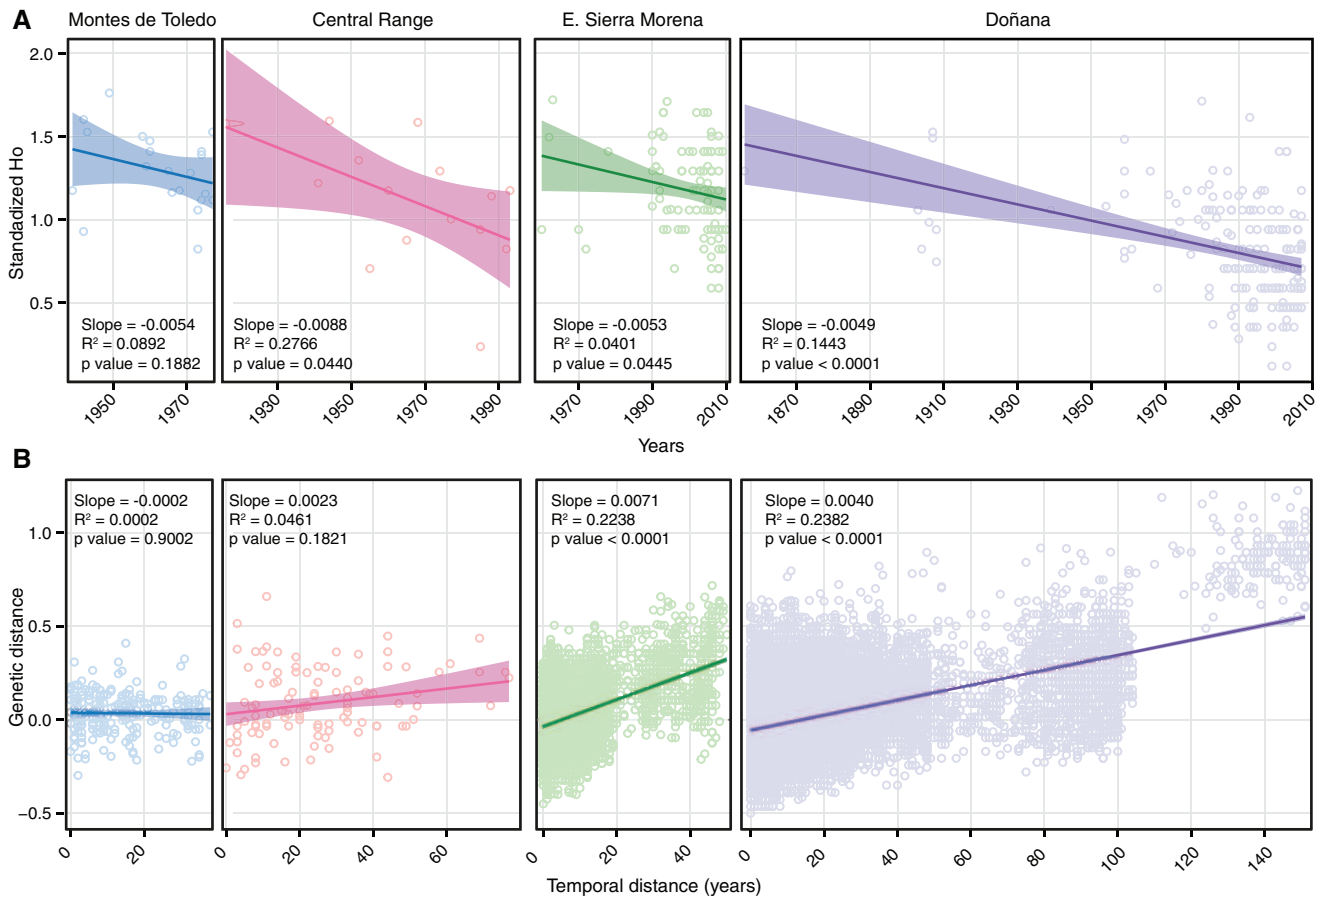 A
Montes de Toledo
Central Range
E. Sierra Morena
Doñana
Standardized Ho
2.0
1.5
1.0
0.5
Slope = -0.0054
R² = 0.0892
p value = 0.1882
Slope = -0.0088
R² = 0.2766
p value = 0.0440
Slope = -0.0053
R² = 0.0401
p value = 0.0445
Slope = -0.0049
R² = 0.1443
p value < 0.0001
1950 1970
1930 1950 1970 1990
1970 1990 2010
1870 1890 1910 1930 1950 1970 1990 2010
Years
B
Genetic distance
1.0
0.5
0.0
−0.5
Slope = -0.0002
R² = 0.0002
p value = 0.9002
Slope = 0.0023
R² = 0.0461
p value = 0.1821
Slope = 0.0071
R² = 0.2238
p value < 0.0001
Slope = 0.0040
R² = 0.2382
p value < 0.0001
0 20
0 20 40 60
0 20 40
0 20 40 60 80 100 120 140
Temporal distance (years)